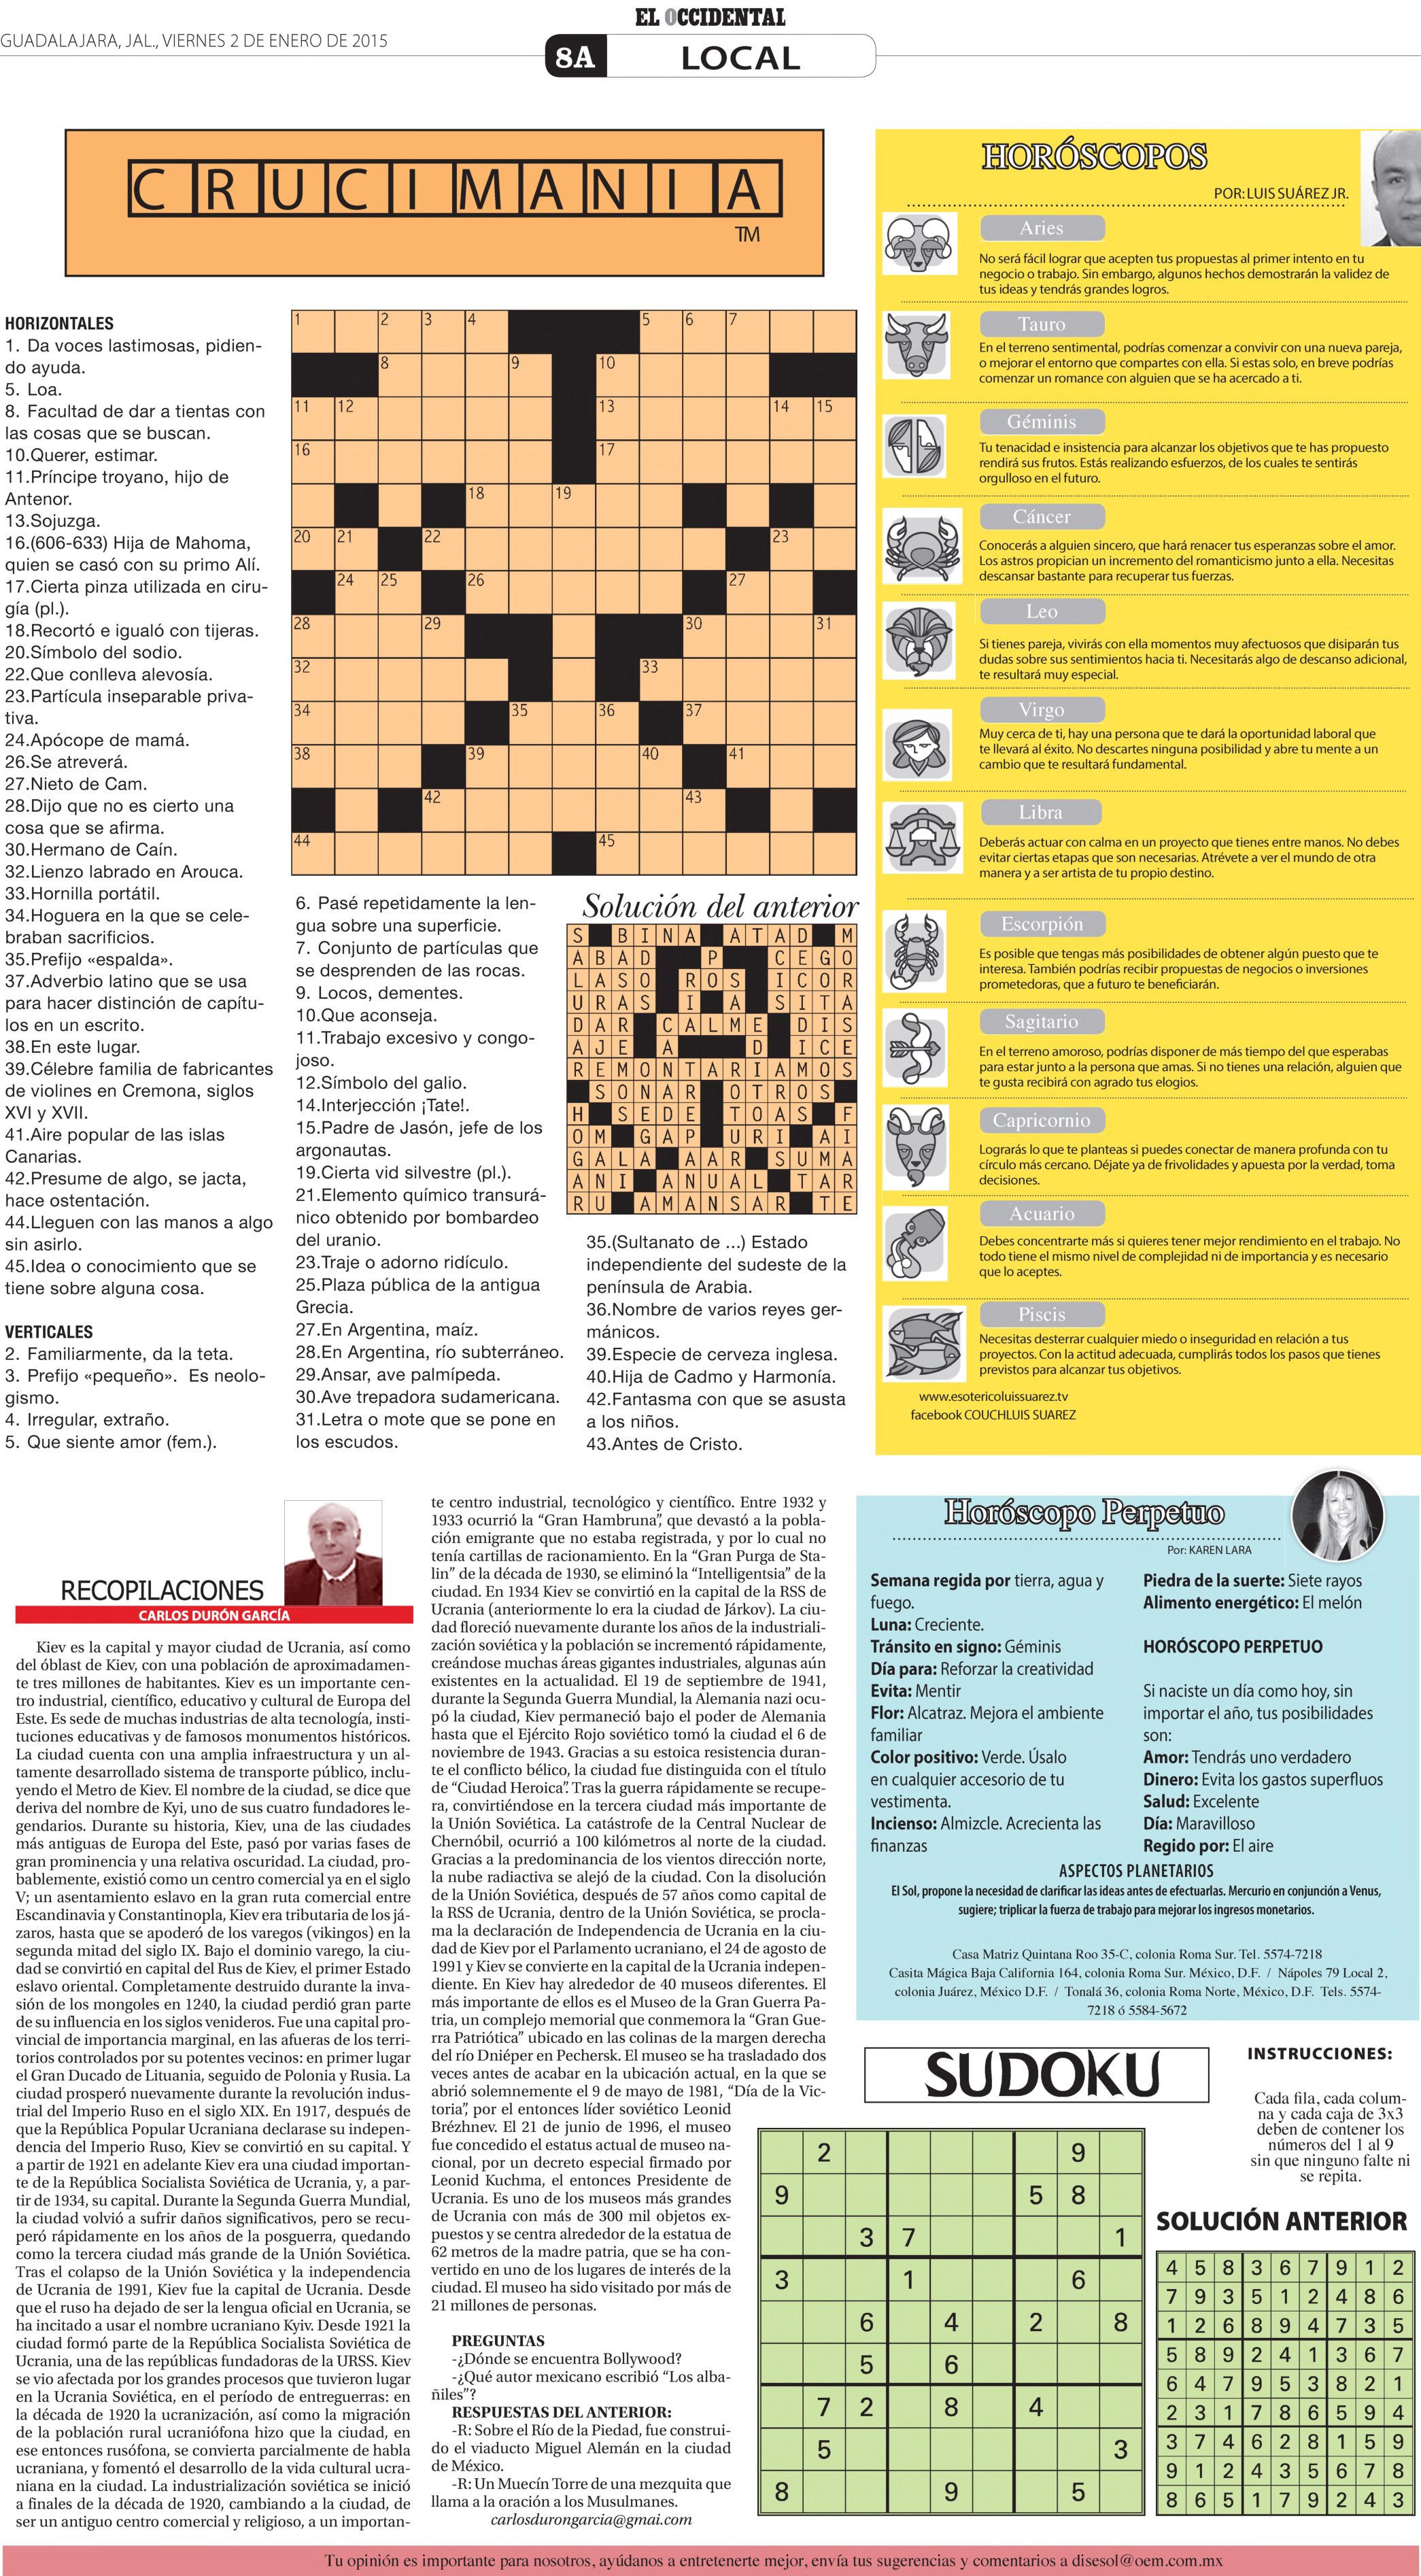 EL OCCIDENTAL
GUADALAJARA, JAL., VIERNES 2 DE ENERO DE 2015
8A LOCAL
CRUCIMANIA
TM
HORIZONTALES
1. Da voces lastimosas, pidien-
do ayuda.
5. Loa.
8. Facultad de dar a tientas con
las cosas que se buscan.
10.Querer, estimar.
11.Príncipe troyano, hijo de
Antenor.
13.Sojuzga.
16.(606-633) Hija de Mahoma,
quien se casó con su primo Alí.
17.Cierta pinza utilizada en ciru-
gía (pl.).
18.Recortó e igualó con tijeras.
20.Símbolo del sodio.
22.Que conlleva alevosía.
23.Partícula inseparable priva-
tiva.
24.Apócope de mamá.
26.Se atreverá.
27.Nieto de Cam.
28.Dijo que no es cierto una
cosa que se afirma.
30.Hermano de Caín.
32.Lienzo labrado en Arouca.
33.Hornilla portátil.
34.Hoguera en la que se cele-
braban sacrificios.
35.Prefijo «espalda».
37.Adverbio latino que se usa
para hacer distinción de capítu-
los en un escrito.
38.En este lugar.
39.Célebre familia de fabricantes
de violines en Cremona, siglos
XVI y XVII.
41.Aire popular de las islas
Canarias.
42.Presume de algo, se jacta,
hace ostentación.
44.Lleguen con las manos a algo
sin asirlo.
45.Idea o conocimiento que se
tiene sobre alguna cosa.
VERTICALES
2. Familiarmente, da la teta.
3. Prefijo «pequeño». Es neolo-
gismo.
4. Irregular, extraño.
5. Que siente amor (fem.).
1 2 3 4 5 6 7
8 9 10
11 12 13 14 15
16 17
18 19
20 21 22 23
24 25 26 27
28 29 30 31
32 33
34 35 36 37
38 39 40 41
42 43
44 45
6. Pasé repetidamente la len-
gua sobre una superficie.
7. Conjunto de partículas que
se desprenden de las rocas.
9. Locos, dementes.
10.Que aconseja.
11.Trabajo excesivo y congo-
joso.
12.Símbolo del galio.
14.Interjección ¡Tate!.
15.Padre de Jasón, jefe de los
argonautas.
19.Cierta vid silvestre (pl.).
21.Elemento químico transurá-
nico obtenido por bombardeo
del uranio.
23.Traje o adorno ridículo.
25.Plaza pública de la antigua
Grecia.
27.En Argentina, maíz.
28.En Argentina, río subterráneo.
29.Ansar, ave palmípeda.
30.Ave trepadora sudamericana.
31.Letra o mote que se pone en
los escudos.
Solución del anterior
S BINA ATAD M
ABAD P CEGO
LASO ROS ICOR
URAS I A SITA
DAR CALME DIS
AJE A D ICE
REMONTARIAMOS
SONAR OTROS
H SEDE TOAS F
OM GAP URI AI
GALA AAR SUMA
ANI ANUAL TAR
RU AMANSAR TE
35.(Sultanato de ...) Estado
independiente del sudeste de la
península de Arabia.
36.Nombre de varios reyes ger-
mánicos.
39.Especie de cerveza inglesa.
40.Hija de Cadmo y Harmonía.
42.Fantasma con que se asusta
a los niños.
43.Antes de Cristo.
HORÓSCOPOS
POR: LUIS SUÁREZ JR.
Aries
No será fácil lograr que acepten tus propuestas al primer intento en tu
negocio o trabajo. Sin embargo, algunos hechos demostrarán la validez de
tus ideas y tendrás grandes logros.
Tauro
En el terreno sentimental, podrías comenzar a convivir con una nueva pareja,
o mejorar el entorno que compartes con ella. Si estas solo, en breve podrías
comenzar un romance con alguien que se ha acercado a ti.
Géminis
Tu tenacidad e insistencia para alcanzar los objetivos que te has propuesto
rendirá sus frutos. Estás realizando esfuerzos, de los cuales te sentirás
orgulloso en el futuro.
Cáncer
Conocerás a alguien sincero, que hará renacer tus esperanzas sobre el amor.
Los astros propician un incremento del romanticismo junto a ella. Necesitas
descansar bastante para recuperar tus fuerzas.
Leo
Si tienes pareja, vivirás con ella momentos muy afectuosos que disiparán tus
dudas sobre sus sentimientos hacia ti. Necesitarás algo de descanso adicional,
te resultará muy especial.
Virgo
Muy cerca de ti, hay una persona que te dará la oportunidad laboral que
te llevará al éxito. No descartes ninguna posibilidad y abre tu mente a un
cambio que te resultará fundamental.
Libra
Deberás actuar con calma en un proyecto que tienes entre manos. No debes
evitar ciertas etapas que son necesarias. Atrévete a ver el mundo de otra
manera y a ser artista de tu propio destino.
Escorpión
Es posible que tengas más posibilidades de obtener algún puesto que te
interesa. También podrías recibir propuestas de negocios o inversiones
prometedoras, que a futuro te beneficiarán.
Sagitario
En el terreno amoroso, podrías disponer de más tiempo del que esperabas
para estar junto a la persona que amas. Si no tienes una relación, alguien que
te gusta recibirá con agrado tus elogios.
Capricornio
Lograrás lo que te planteas si puedes conectar de manera profunda con tu
círculo más cercano. Déjate ya de frivolidades y apuesta por la verdad, toma
decisiones.
Acuario
Debes concentrarte más si quieres tener mejor rendimiento en el trabajo. No
todo tiene el mismo nivel de complejidad ni de importancia y es necesario
que lo aceptes.
Piscis
Necesitas desterrar cualquier miedo o inseguridad en relación a tus
proyectos. Con la actitud adecuada, cumplirás todos los pasos que tienes
previstos para alcanzar tus objetivos.
www.esotericoluissuarez.tv
facebook COUCHLUIS SUAREZ
RECOPILACIONES
CARLOS DURÓN GARCÍA
Kiev es la capital y mayor ciudad de Ucrania, así como
del óblast de Kiev, con una población de aproximadamen-
te tres millones de habitantes. Kiev es un importante cen-
tro industrial, científico, educativo y cultural de Europa del
Este. Es sede de muchas industrias de alta tecnología, insti-
tuciones educativas y de famosos monumentos históricos.
La ciudad cuenta con una amplia infraestructura y un al-
tamente desarrollado sistema de transporte público, inclu-
yendo el Metro de Kiev. El nombre de la ciudad, se dice que
deriva del nombre de Kyi, uno de sus cuatro fundadores le-
gendarios. Durante su historia, Kiev, una de las ciudades
más antiguas de Europa del Este, pasó por varias fases de
gran prominencia y una relativa oscuridad. La ciudad, pro-
bablemente, existió como un centro comercial ya en el siglo
V; un asentamiento eslavo en la gran ruta comercial entre
Escandinavia y Constantinopla, Kiev era tributaria de los já-
zaros, hasta que se apoderó de los varegos (vikingos) en la
segunda mitad del siglo IX. Bajo el dominio varego, la ciu-
dad se convirtió en capital del Rus de Kiev, el primer Estado
eslavo oriental. Completamente destruido durante la inva-
sión de los mongoles en 1240, la ciudad perdió gran parte
de su influencia en los siglos venideros. Fue una capital pro-
vincial de importancia marginal, en las afueras de los terri-
torios controlados por su potentes vecinos: en primer lugar
el Gran Ducado de Lituania, seguido de Polonia y Rusia. La
ciudad prosperó nuevamente durante la revolución indus-
trial del Imperio Ruso en el siglo XIX. En 1917, después de
que la República Popular Ucraniana declarase su indepen-
dencia del Imperio Ruso, Kiev se convirtió en su capital. Y
a partir de 1921 en adelante Kiev era una ciudad importan-
te de la República Socialista Soviética de Ucrania, y, a par-
tir de 1934, su capital. Durante la Segunda Guerra Mundial,
la ciudad volvió a sufrir daños significativos, pero se recu-
peró rápidamente en los años de la posguerra, quedando
como la tercera ciudad más grande de la Unión Soviética.
Tras el colapso de la Unión Soviética y la independencia
de Ucrania de 1991, Kiev fue la capital de Ucrania. Desde
que el ruso ha dejado de ser la lengua oficial en Ucrania, se
ha incitado a usar el nombre ucraniano Kyiv. Desde 1921 la
ciudad formó parte de la República Socialista Soviética de
Ucrania, una de las repúblicas fundadoras de la URSS. Kiev
se vio afectada por los grandes procesos que tuvieron lugar
en la Ucrania Soviética, en el período de entreguerras: en
la década de 1920 la ucranización, así como la migración
de la población rural ucraniófona hizo que la ciudad, en
ese entonces rusófona, se convierta parcialmente de habla
ucraniana, y fomentó el desarrollo de la vida cultural ucra-
niana en la ciudad. La industrialización soviética se inició
a finales de la década de 1920, cambiando a la ciudad, de
ser un antiguo centro comercial y religioso, a un importan-
te centro industrial, tecnológico y científico. Entre 1932 y
1933 ocurrió la “Gran Hambruna”, que devastó a la pobla-
ción emigrante que no estaba registrada, y por lo cual no
tenía cartillas de racionamiento. En la “Gran Purga de Sta-
lin” de la década de 1930, se eliminó la “Intelligentsia” de la
ciudad. En 1934 Kiev se convirtió en la capital de la RSS de
Ucrania (anteriormente lo era la ciudad de Járkov). La ciu-
dad floreció nuevamente durante los años de la industriali-
zación soviética y la población se incrementó rápidamente,
creándose muchas áreas gigantes industriales, algunas aún
existentes en la actualidad. El 19 de septiembre de 1941,
durante la Segunda Guerra Mundial, la Alemania nazi ocu-
pó la ciudad, Kiev permaneció bajo el poder de Alemania
hasta que el Ejército Rojo soviético tomó la ciudad el 6 de
noviembre de 1943. Gracias a su estoica resistencia duran-
te el conflicto bélico, la ciudad fue distinguida con el título
de “Ciudad Heroica”. Tras la guerra rápidamente se recupe-
ra, convirtiéndose en la tercera ciudad más importante de
la Unión Soviética. La catástrofe de la Central Nuclear de
Chernóbil, ocurrió a 100 kilómetros al norte de la ciudad.
Gracias a la predominancia de los vientos dirección norte,
la nube radiactiva se alejó de la ciudad. Con la disolución
de la Unión Soviética, después de 57 años como capital de
la RSS de Ucrania, dentro de la Unión Soviética, se procla-
ma la declaración de Independencia de Ucrania en la ciu-
dad de Kiev por el Parlamento ucraniano, el 24 de agosto de
1991 y Kiev se convierte en la capital de la Ucrania indepen-
diente. En Kiev hay alrededor de 40 museos diferentes. El
más importante de ellos es el Museo de la Gran Guerra Pa-
tria, un complejo memorial que conmemora la “Gran Gue-
rra Patriótica” ubicado en las colinas de la margen derecha
del río Dniéper en Pechersk. El museo se ha trasladado dos
veces antes de acabar en la ubicación actual, en la que se
abrió solemnemente el 9 de mayo de 1981, “Día de la Vic-
toria”, por el entonces líder soviético Leonid
Brézhnev. El 21 de junio de 1996, el museo
fue concedido el estatus actual de museo na-
cional, por un decreto especial firmado por
Leonid Kuchma, el entonces Presidente de
Ucrania. Es uno de los museos más grandes
de Ucrania con más de 300 mil objetos ex-
puestos y se centra alrededor de la estatua de
62 metros de la madre patria, que se ha con-
vertido en uno de los lugares de interés de la
ciudad. El museo ha sido visitado por más de
21 millones de personas.
PREGUNTAS
-¿Dónde se encuentra Bollywood?
-¿Qué autor mexicano escribió “Los alba-
ñiles”?
RESPUESTAS DEL ANTERIOR:
-R: Sobre el Río de la Piedad, fue construi-
do el viaducto Miguel Alemán en la ciudad
de México.
-R: Un Muecín Torre de una mezquita que
llama a la oración a los Musulmanes.
carlosdurongarcia@gmai.com
Horóscopo Perpetuo
Por: KAREN LARA
Semana regida por tierra, agua y
fuego.
Luna: Creciente.
Tránsito en signo: Géminis
Día para: Reforzar la creatividad
Evita: Mentir
Flor: Alcatraz. Mejora el ambiente
familiar
Color positivo: Verde. Úsalo
en cualquier accesorio de tu
vestimenta.
Incienso: Almizcle. Acrecienta las
finanzas
Piedra de la suerte: Siete rayos
Alimento energético: El melón
HORÓSCOPO PERPETUO
Si naciste un día como hoy, sin
importar el año, tus posibilidades
son:
Amor: Tendrás uno verdadero
Dinero: Evita los gastos superfluos
Salud: Excelente
Día: Maravilloso
Regido por: El aire
ASPECTOS PLANETARIOS
El Sol, propone la necesidad de clarificar las ideas antes de efectuarlas. Mercurio en conjunción a Venus,
sugiere; triplicar la fuerza de trabajo para mejorar los ingresos monetarios.
Casa Matriz Quintana Roo 35-C, colonia Roma Sur. Tel. 5574-7218
Casita Mágica Baja California 164, colonia Roma Sur. México, D.F. / Nápoles 79 Local 2,
colonia Juárez, México D.F. / Tonalá 36, colonia Roma Norte, México, D.F. Tels. 5574-
7218 ó 5584-5672
SUDOKU
2 9
9 5 8
3 7 1
3 1 6
6 4 2 8
5 6
7 2 8 4
5 3
8 9 5
INSTRUCCIONES:
Cada fila, cada colum-
na y cada caja de 3x3
deben de contener los
números del 1 al 9
sin que ninguno falte ni
se repita.
SOLUCIÓN ANTERIOR
4 5 8 3 6 7 9 1 2
7 9 3 5 1 2 4 8 6
1 2 6 8 9 4 7 3 5
5 8 9 2 4 1 3 6 7
6 4 7 9 5 3 8 2 1
2 3 1 7 8 6 5 9 4
3 7 4 6 2 8 1 5 9
9 1 2 4 3 5 6 7 8
8 6 5 1 7 9 2 4 3
Tu opinión es importante para nosotros, ayúdanos a entretenerte mejor, envía tus sugerencias y comentarios a disesol@oem.com.mx